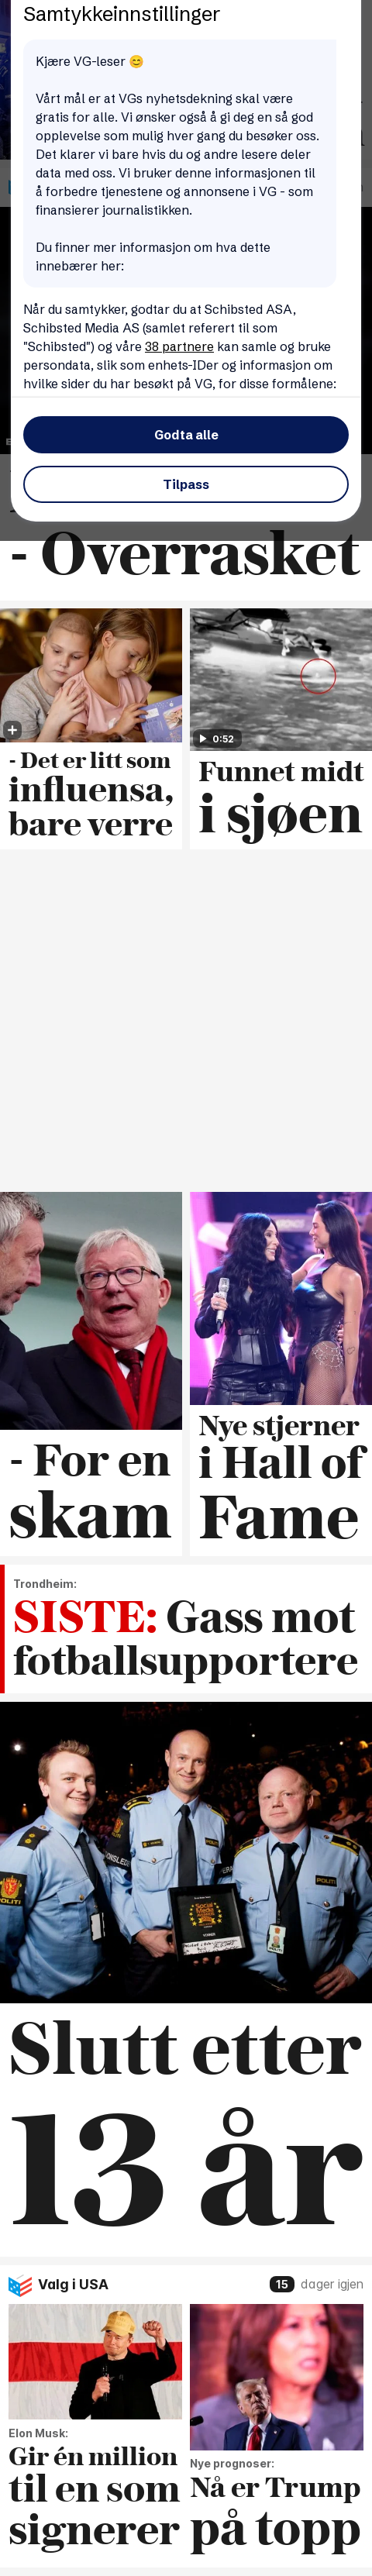 Samtykkeinnstillinger
Kjære VG-leser 😊
Vårt mål er at VGs nyhetsdekning skal være
gratis for alle. Vi ønsker også å gi deg en så god
opplevelse som mulig hver gang du besøker oss.
Det klarer vi bare hvis du og andre lesere deler
data med oss. Vi bruker denne informasjonen til
å forbedre tjenestene og annonsene i VG - som
finansierer journalistikken.
Du finner mer informasjon om hva dette
innebærer her:
Når du samtykker, godtar du at Schibsted ASA,
Schibsted Media AS (samlet referert til som
"Schibsted") og våre 38 partnere kan samle og bruke
persondata, slik som enhets-IDer og informasjon om
hvilke sider du har besøkt på VG, for disse formålene:
Godta alle
Tilpass
- Overrasket
- Det er litt som
influensa,
bare verre
0:52
Funnet midt
i sjøen
- For en
skam
Nye stjerner
i Hall of
Fame
Trondheim:
SISTE: Gass mot
fotballsupportere
POLITI
POLITI
Slutt etter
13 år
Valg i USA
15 dager igjen
Elon Musk:
Gir én million
til en som
signerer
Nye prognoser:
Nå er Trump
på topp